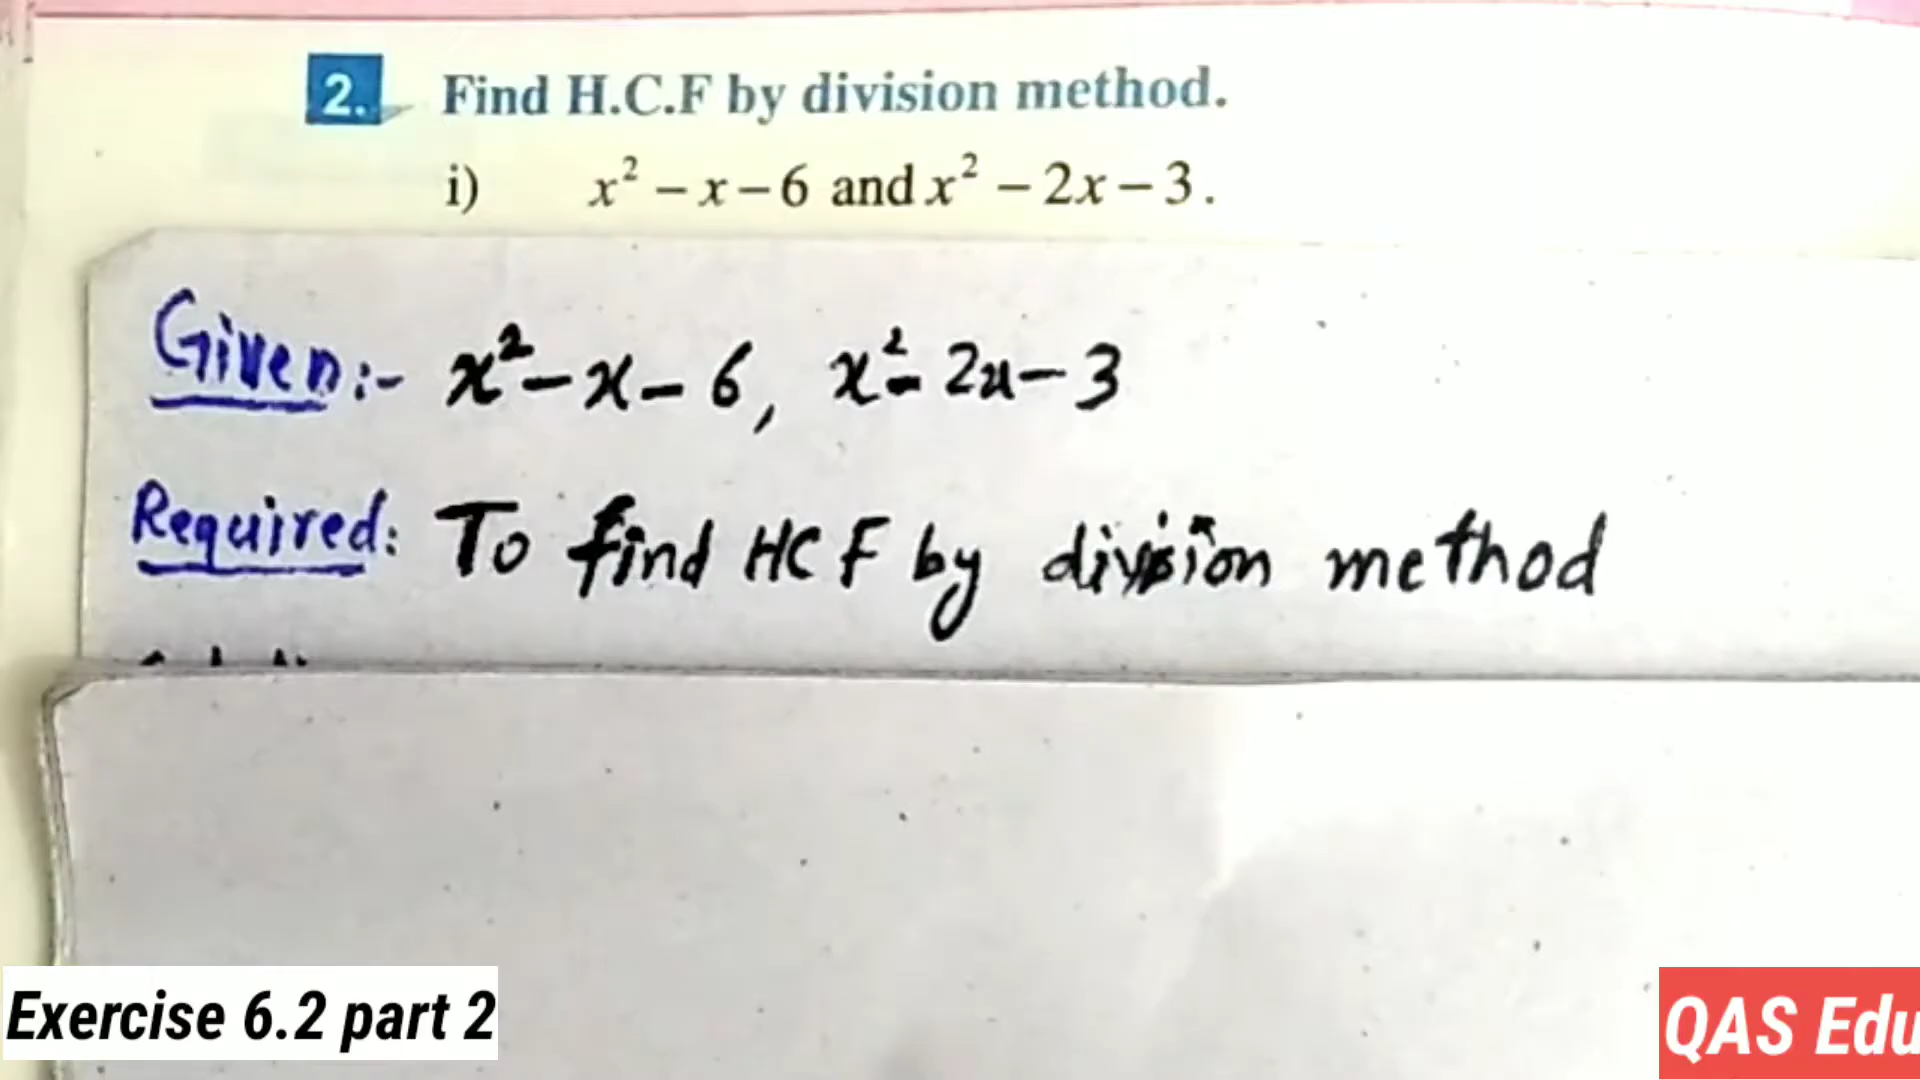 2. Find H.C.F by division method.
i) x² − x − 6 and x² − 2x − 3.
Given:- x² − x − 6, x² − 2x − 3
Required: To find HCF by division method
Exercise 6.2 part 2
QAS Edu